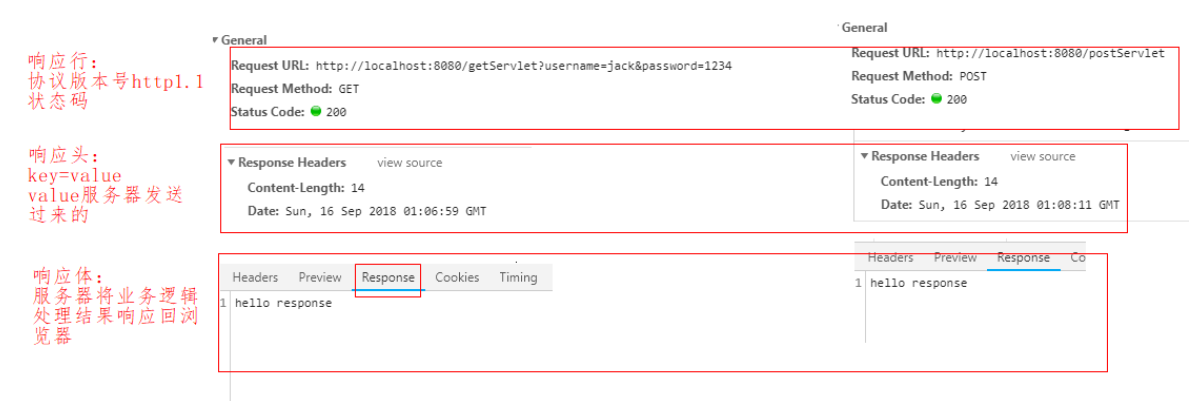 响应行：
协议版本号http1.1
状态码
General
Request URL: http://localhost:8080/getServlet?username=jack&password=1234
Request Method: GET
Status Code: 200
General
Request URL: http://localhost:8080/postServlet
Request Method: POST
Status Code: 200
响应头：
key=value
value服务器发送
过来的
Response Headers view source
Content-Length: 14
Date: Sun, 16 Sep 2018 01:06:59 GMT
Response Headers view source
Content-Length: 14
Date: Sun, 16 Sep 2018 01:08:11 GMT
响应体：
服务器将业务逻辑
处理结果响应回浏
览器
Headers Preview Response Cookies Timing
1 hello response
Headers Preview Response Co
1 hello response